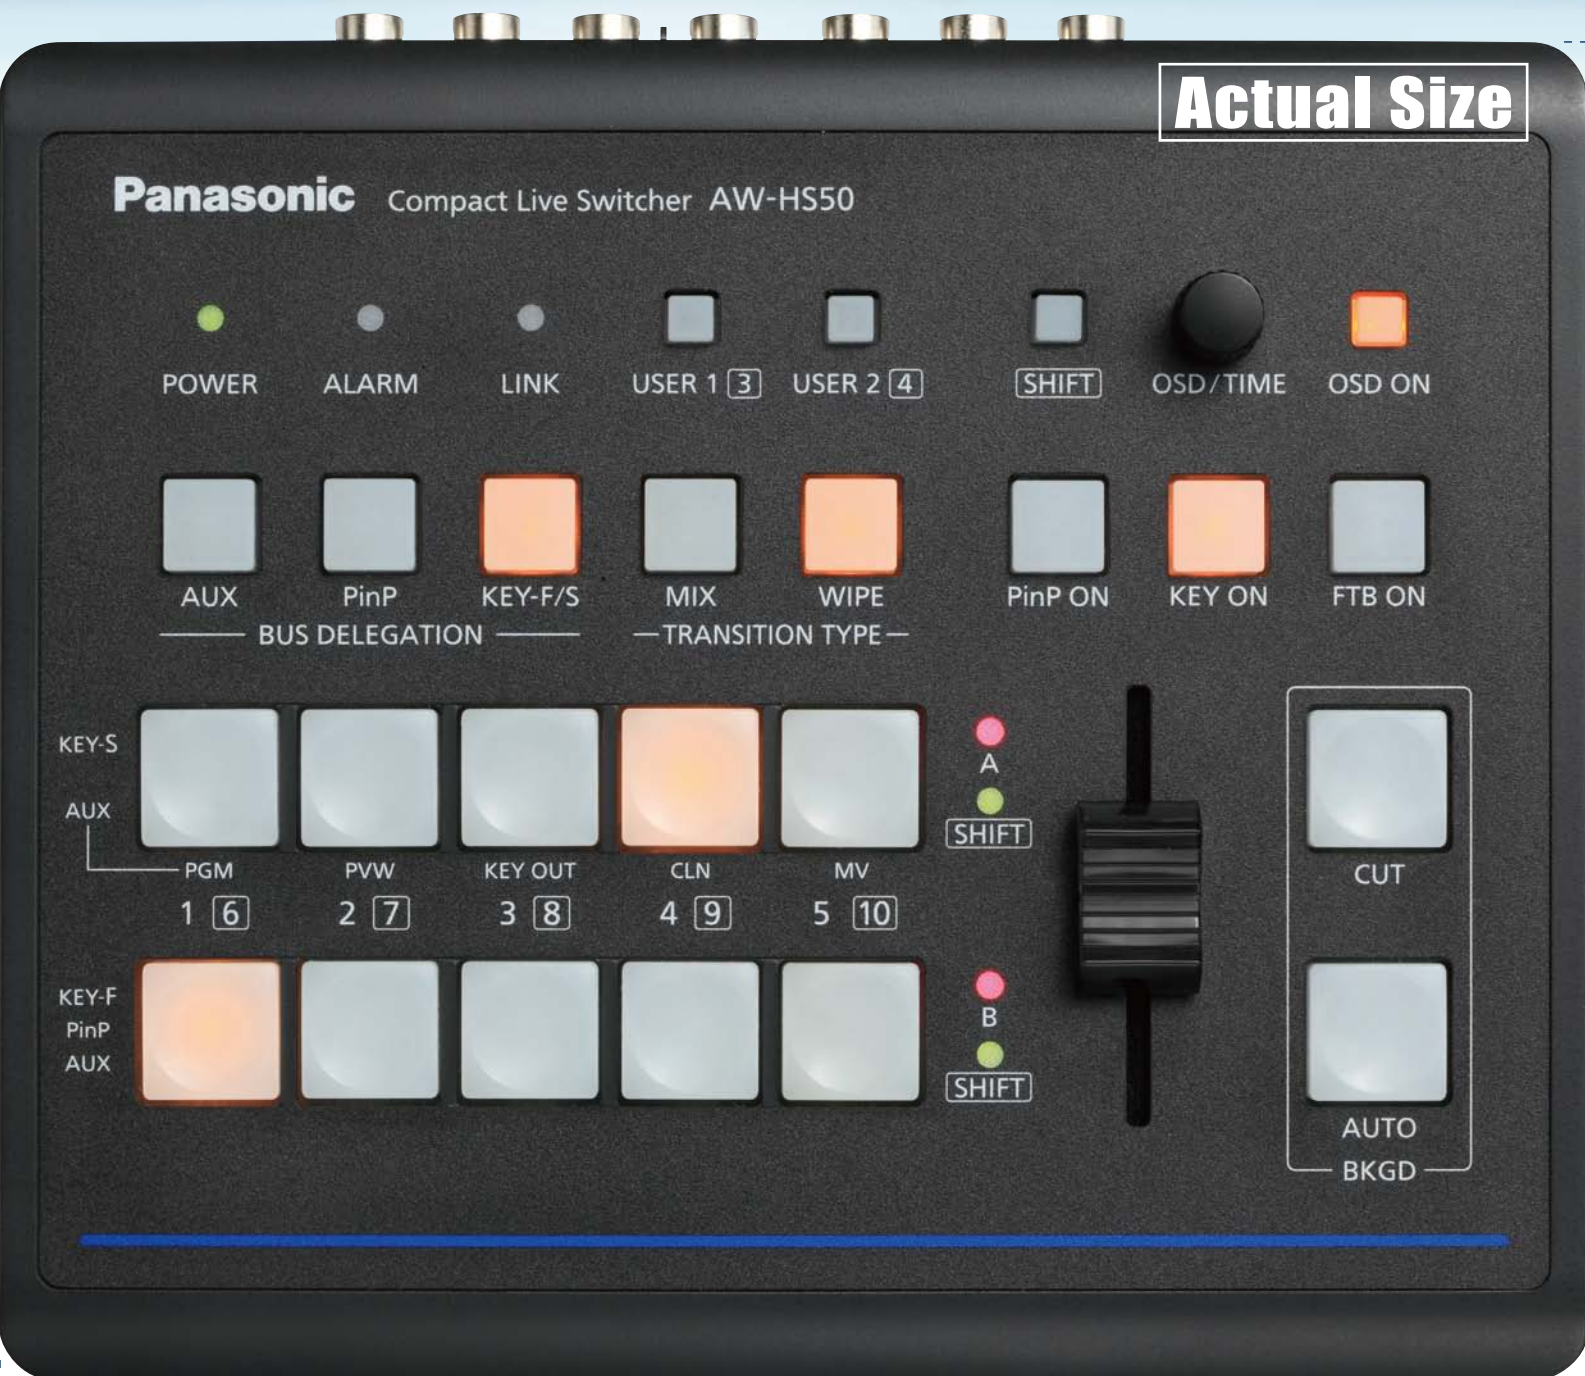 Actual Size
Panasonic Compact Live Switcher AW-HS50
POWER ALARM LINK USER 1 3 USER 2 4 SHIFT OSD/TIME OSD ON
AUX PinP KEY-F/S MIX WIPE PinP ON KEY ON FTB ON
BUS DELEGATION TRANSITION TYPE
KEY-S
A
AUX
SHIFT
PGM PVW KEY OUT CLN MV CUT
1 6 2 7 3 8 4 9 5 10
KEY-F
PinP
B
AUX
SHIFT
AUTO
BKGD